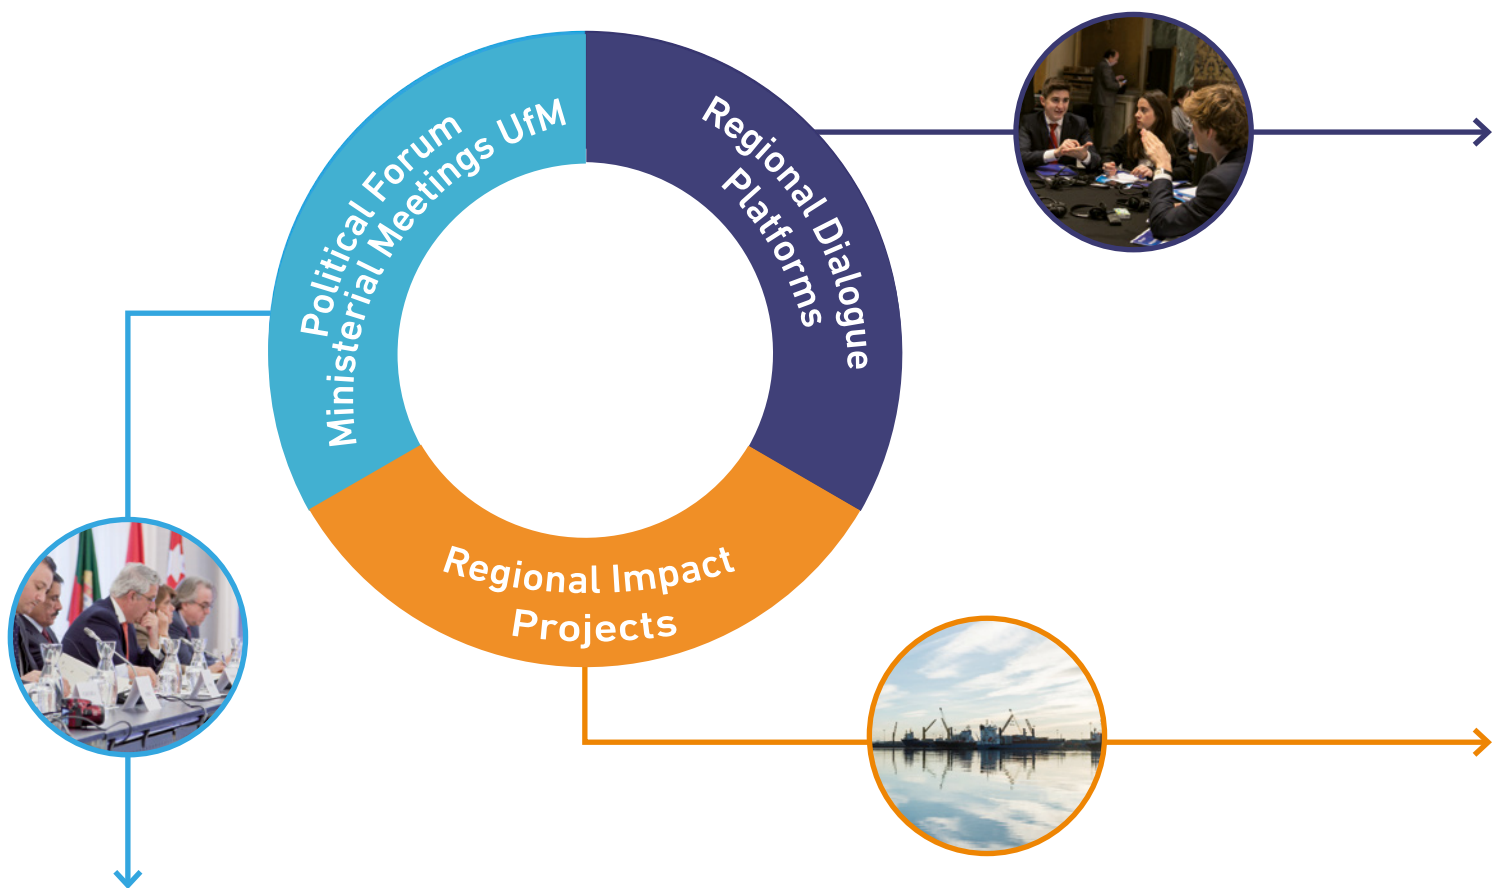 Political Forum
Ministerial Meetings UfM
Regional Dialogue
Platforms
Regional Impact
Projects